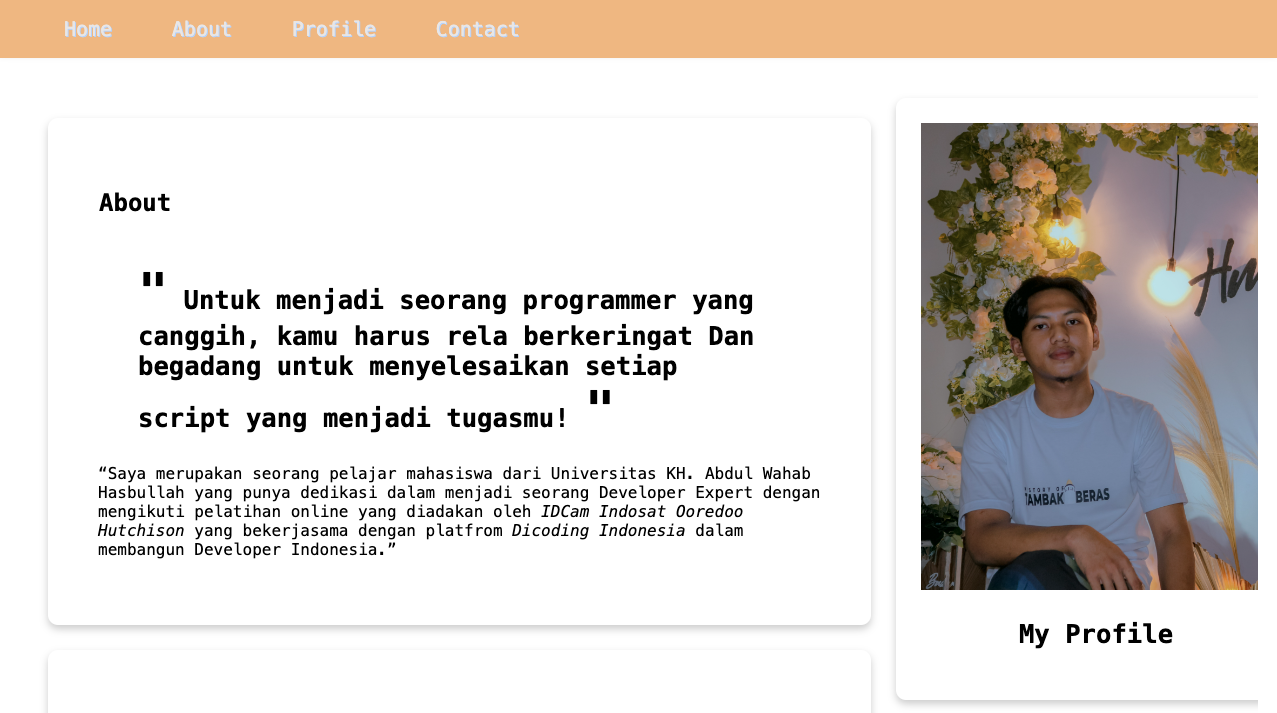 Home About Profile Contact
About
" Untuk menjadi seorang programmer yang
canggih, kamu harus rela berkeringat Dan
begadang untuk menyelesaikan setiap
script yang menjadi tugasmu! "
“Saya merupakan seorang pelajar mahasiswa dari Universitas KH. Abdul Wahab
Hasbullah yang punya dedikasi dalam menjadi seorang Developer Expert dengan
mengikuti pelatihan online yang diadakan oleh IDCam Indosat Ooredoo
Hutchison yang bekerjasama dengan platfrom Dicoding Indonesia dalam
membangun Developer Indonesia.”
TAMBAK BERAS
My Profile